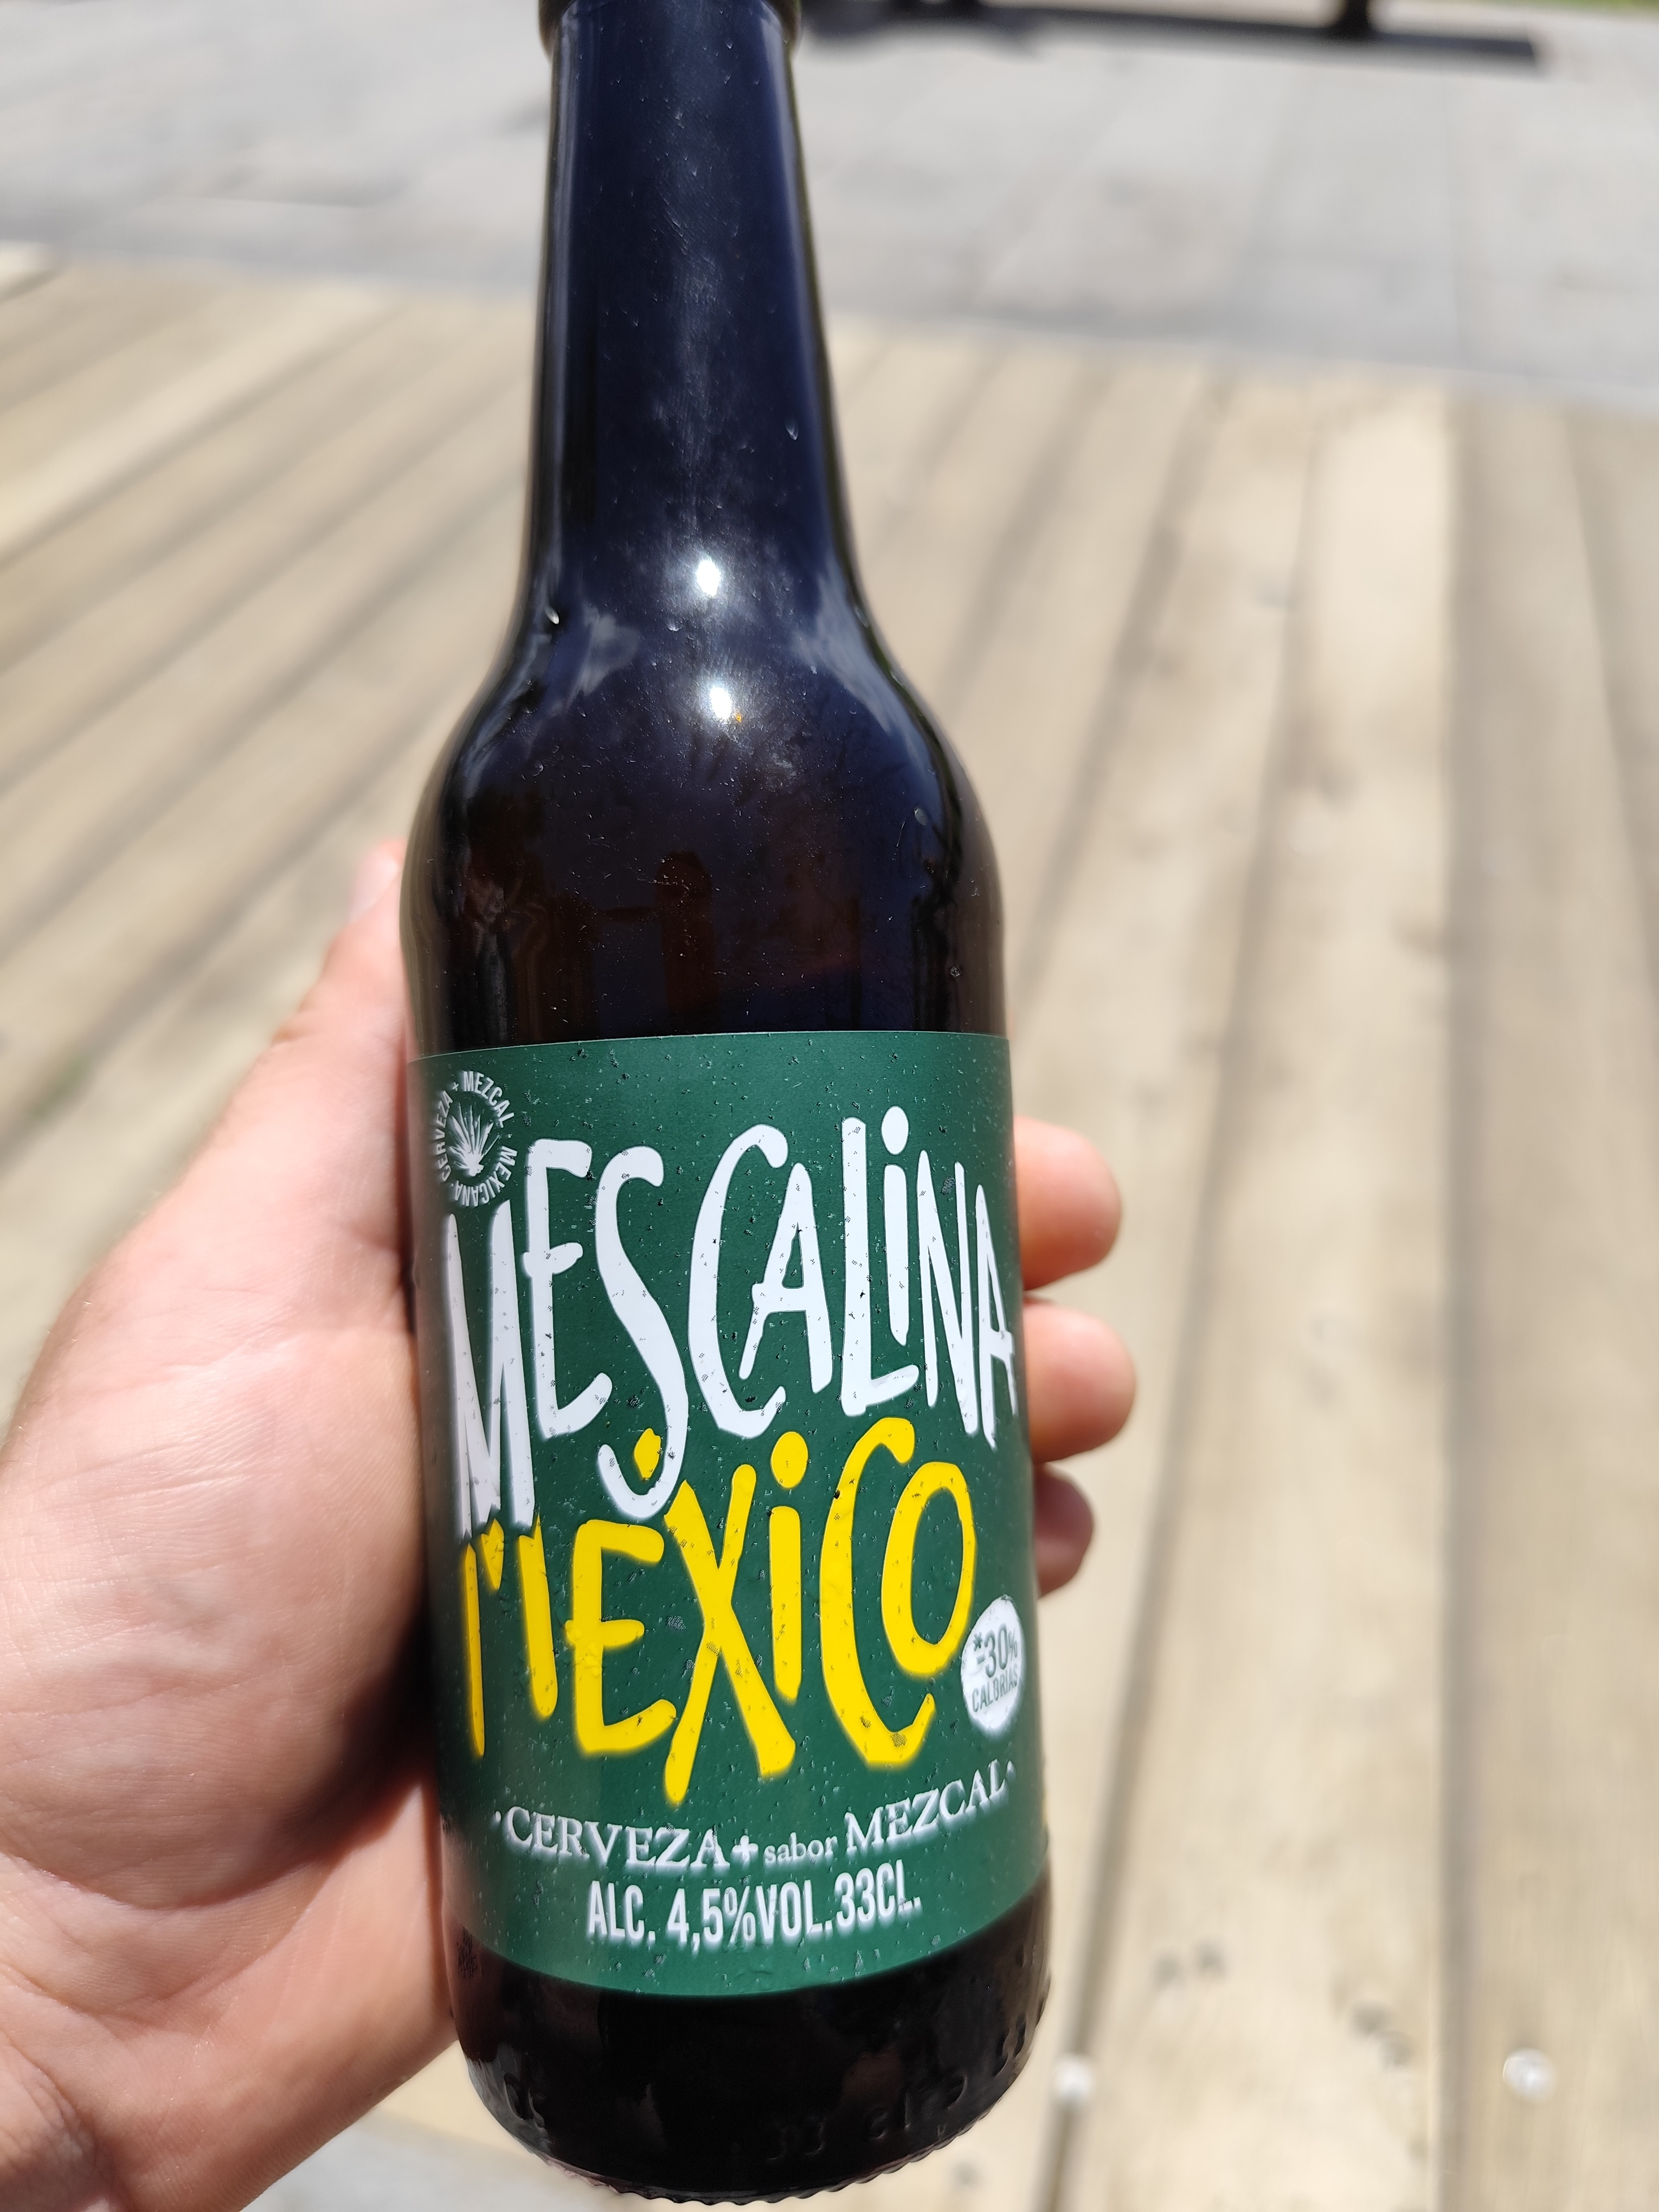 CERVEZA + MEZCAL · MEXICANA ·
MESCALiNA
MEXiCO
*-30%
CALORIAS
·CERVEZA+sabor MEZCAL·
ALC. 4,5%VOL.33CL.